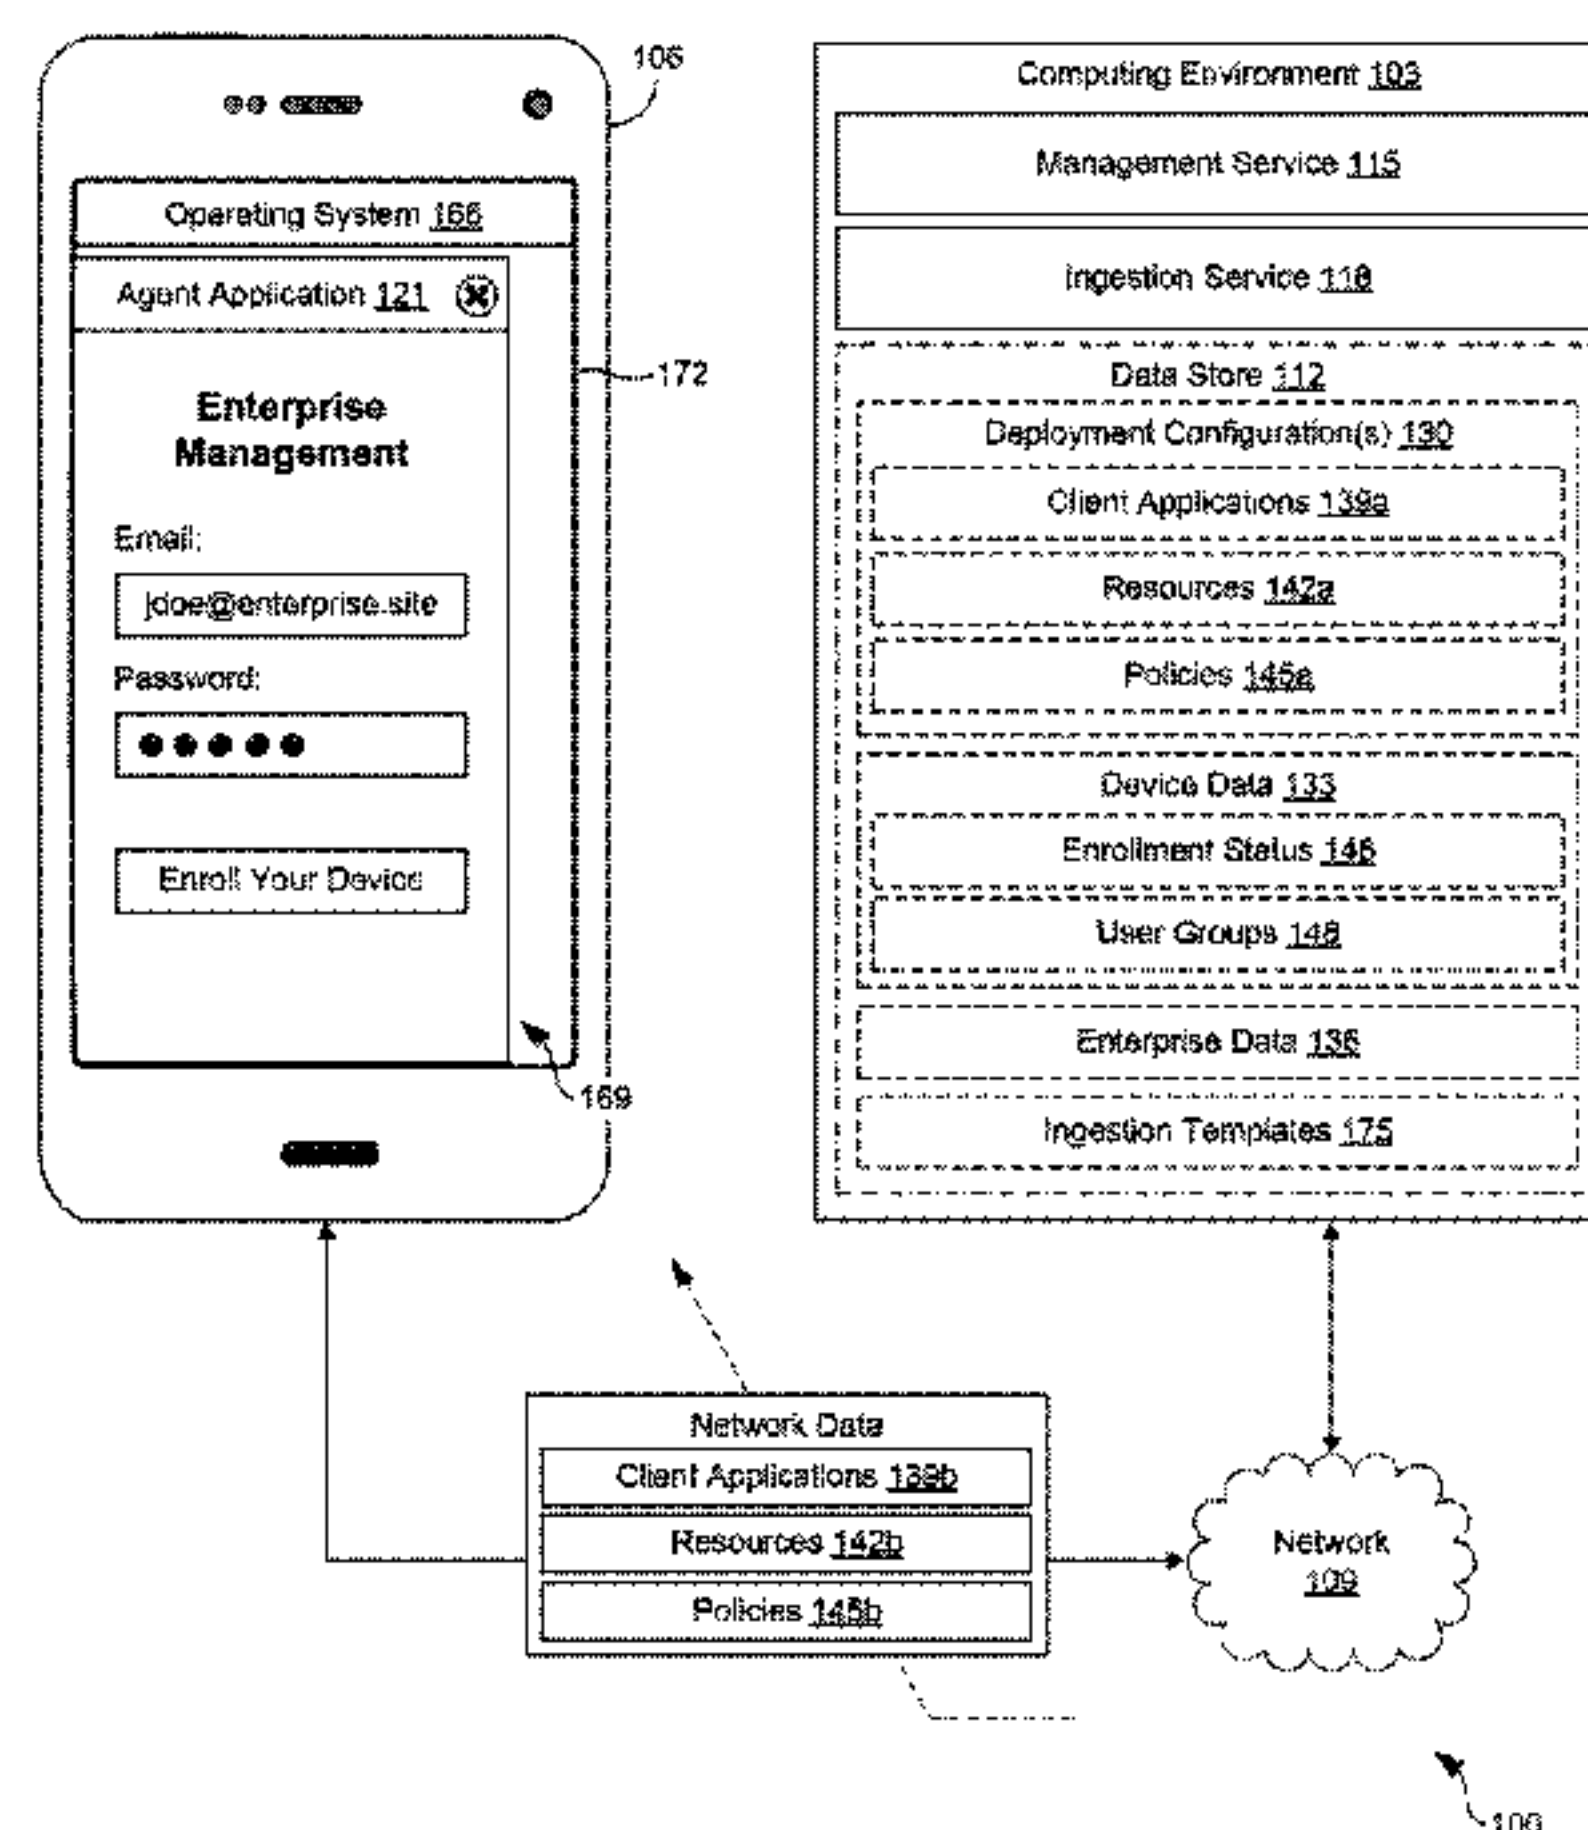 106
Operating System 166
Agent Application 121
172
Enterprise
Management
Email:
jdoe@enterprise.site
Password:
Enroll Your Device
169
Computing Environment 103
Management Service 115
Ingestion Service 118
Data Store 112
Deployment Configuration(s) 130
Client Applications 139a
Resources 142a
Policies 145a
Device Data 133
Enrollment Status 146
User Groups 148
Enterprise Data 136
Ingestion Templates 175
Network Data
Client Applications 139b
Resources 142b
Policies 145b
Network
109
100